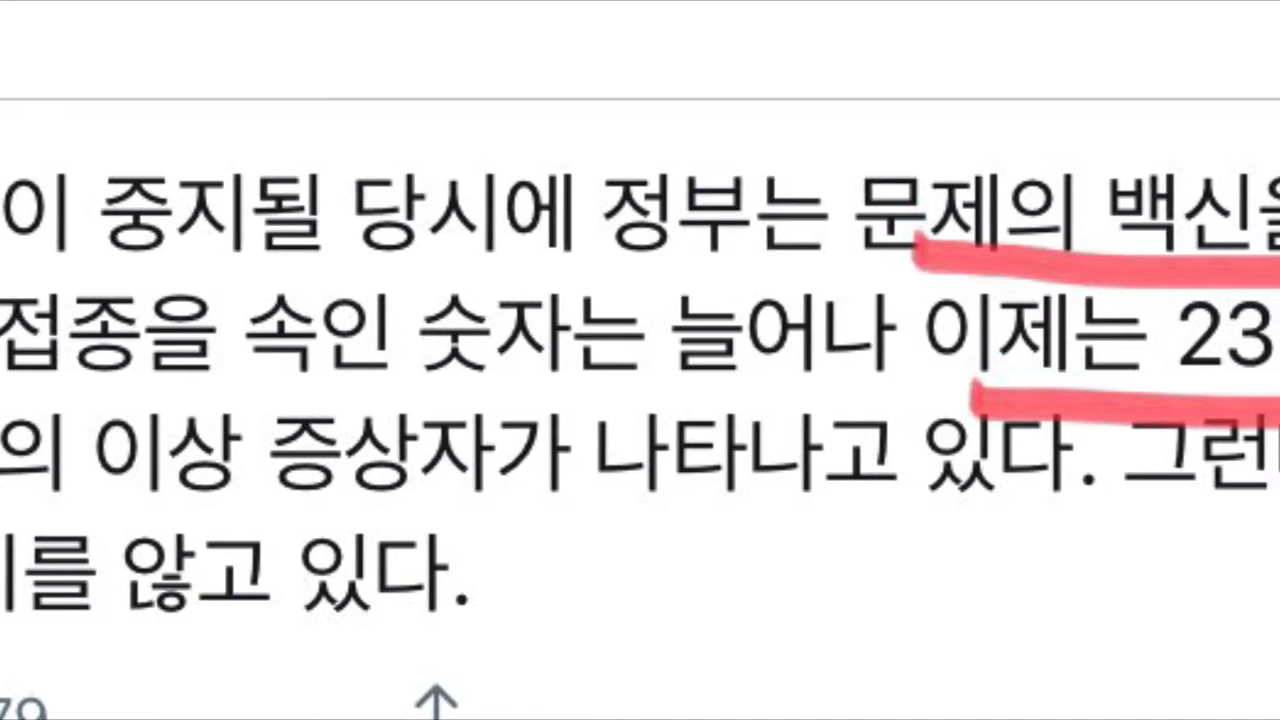 이 중지될 당시에 정부는 문제의 백신을
접종을 속인 숫자는 늘어나 이제는 23
의 이상 증상자가 나타나고 있다. 그런
를 않고 있다.
79